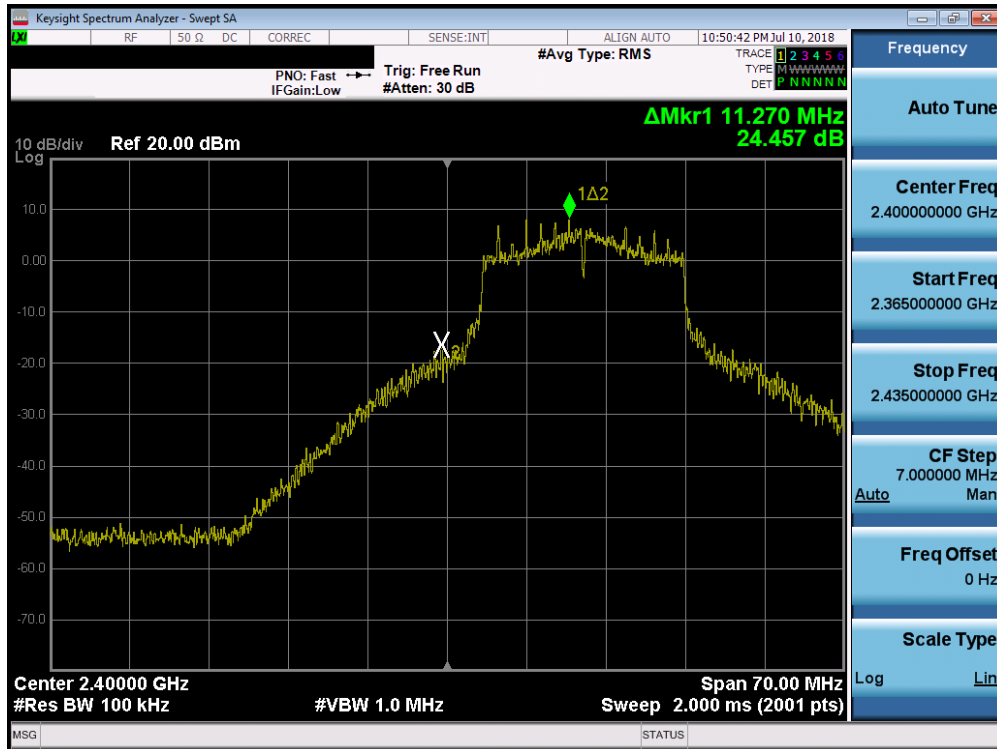 Keysight Spectrum Analyzer - Swept SA
LXI RF 50 Ω DC CORREC SENSE:INT ALIGN AUTO 10:50:42 PM Jul 10, 2018
#Avg Type: RMS
TRACE 1 2 3 4 5 6
TYPE M WWWWW
DET P N N N N N
PNO: Fast
IFGain:Low
Trig: Free Run
#Atten: 30 dB
ΔMkr1 11.270 MHz
24.457 dB
10 dB/div
Log
Ref 20.00 dBm
1Δ2
10.0
0.00
-10.0
X2
-20.0
-30.0
-40.0
-50.0
-60.0
-70.0
Center 2.40000 GHz
Span 70.00 MHz
#Res BW 100 kHz
#VBW 1.0 MHz
Sweep 2.000 ms (2001 pts)
MSG
STATUS
Frequency
Auto Tune
Center Freq
2.400000000 GHz
Start Freq
2.365000000 GHz
Stop Freq
2.435000000 GHz
CF Step
7.000000 MHz
Auto Man
Freq Offset
0 Hz
Scale Type
Log Lin